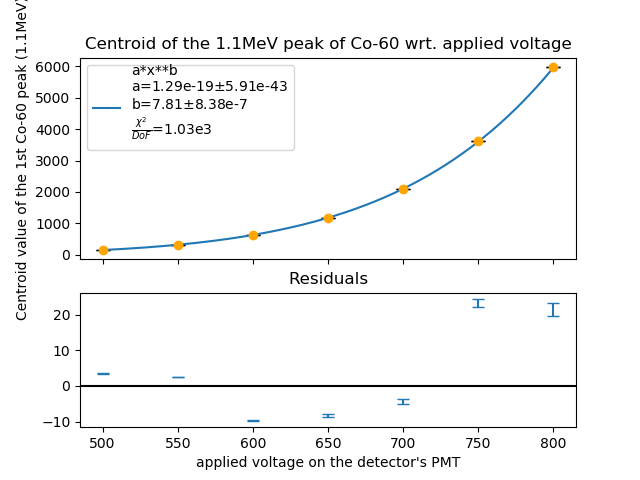 Centroid of the 1.1MeV peak of Co-60 wrt. applied voltage
Centroid value of the 1st Co-60 peak (1.1MeV)
6000
5000
4000
3000
2000
1000
0
a*x**b
a=1.29e-19±5.91e-43
b=7.81±8.38e-7
χ²/DoF=1.03e3
Residuals
20
10
0
−10
500 550 600 650 700 750 800
applied voltage on the detector's PMT